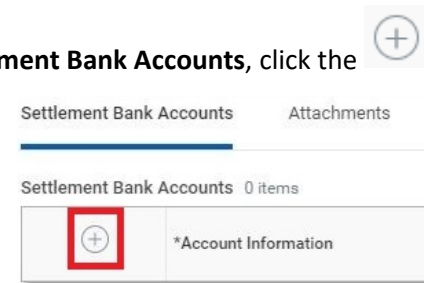 ment Bank Accounts, click the
Settlement Bank Accounts Attachments
Settlement Bank Accounts 0 items
*Account Information